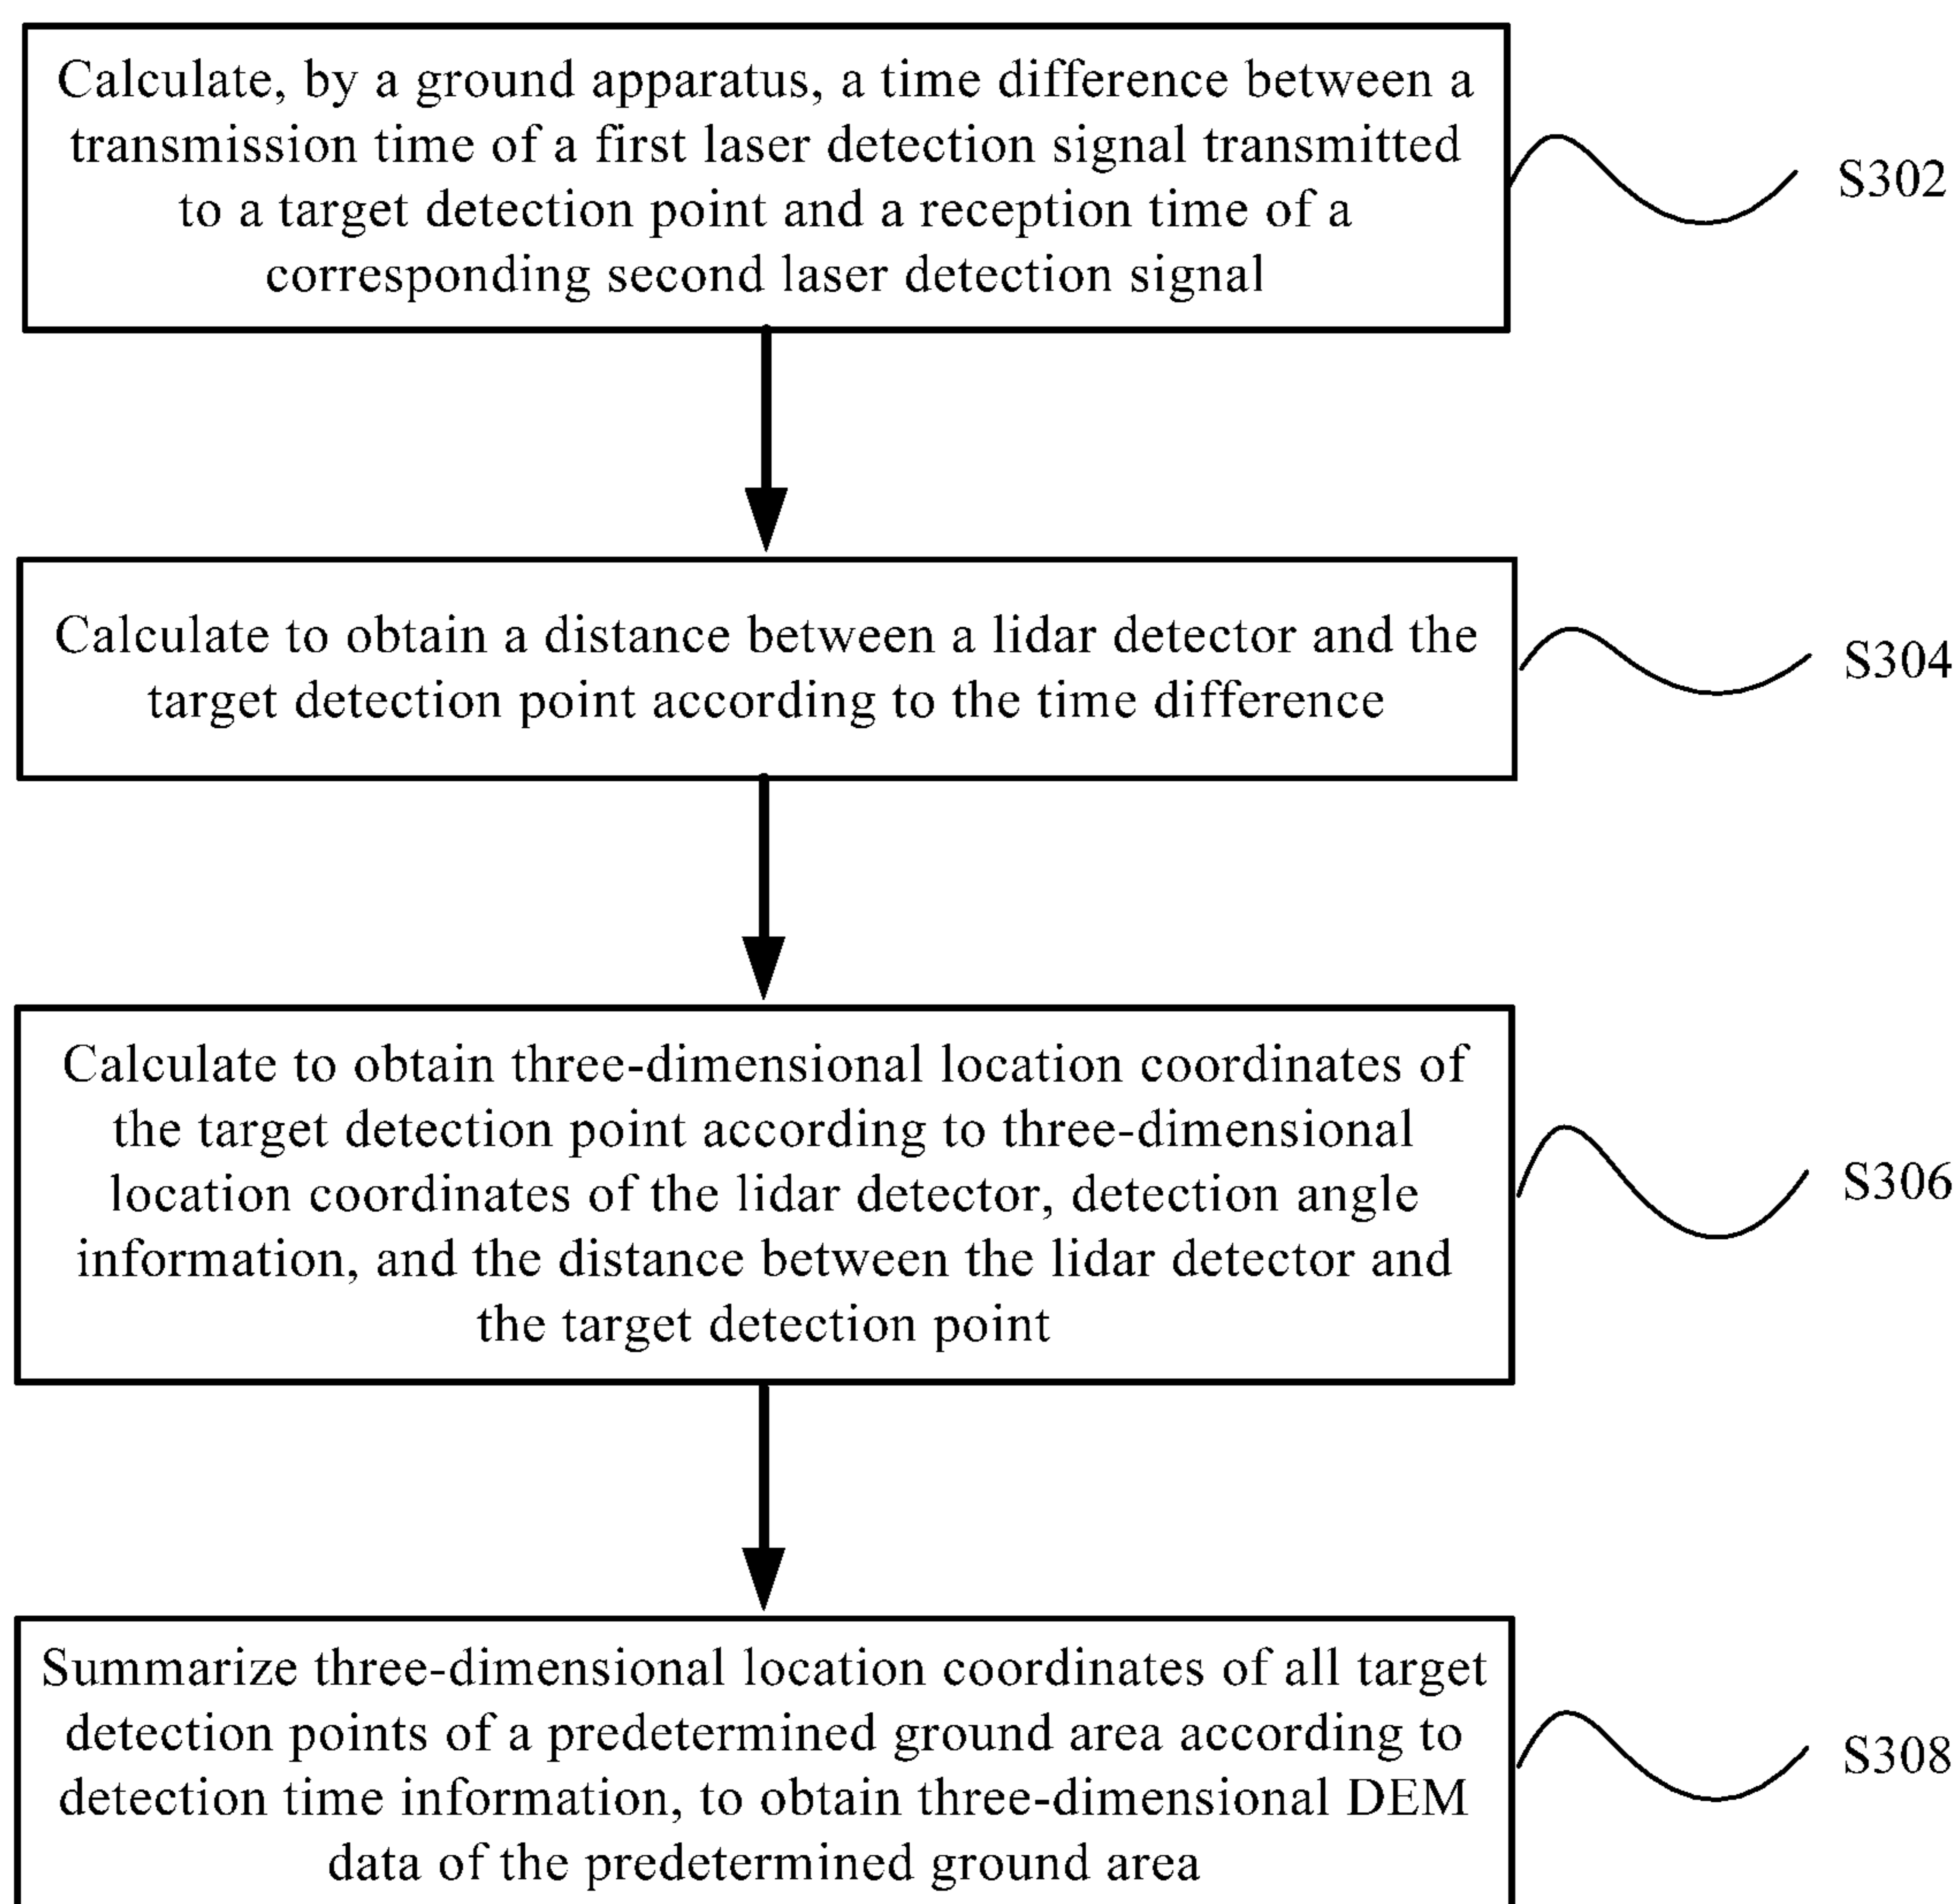 Calculate, by a ground apparatus, a time difference between a
transmission time of a first laser detection signal transmitted
to a target detection point and a reception time of a
corresponding second laser detection signal
S302
Calculate to obtain a distance between a lidar detector and the
target detection point according to the time difference
S304
Calculate to obtain three-dimensional location coordinates of
the target detection point according to three-dimensional
location coordinates of the lidar detector, detection angle
information, and the distance between the lidar detector and
the target detection point
S306
Summarize three-dimensional location coordinates of all target
detection points of a predetermined ground area according to
detection time information, to obtain three-dimensional DEM
data of the predetermined ground area
S308